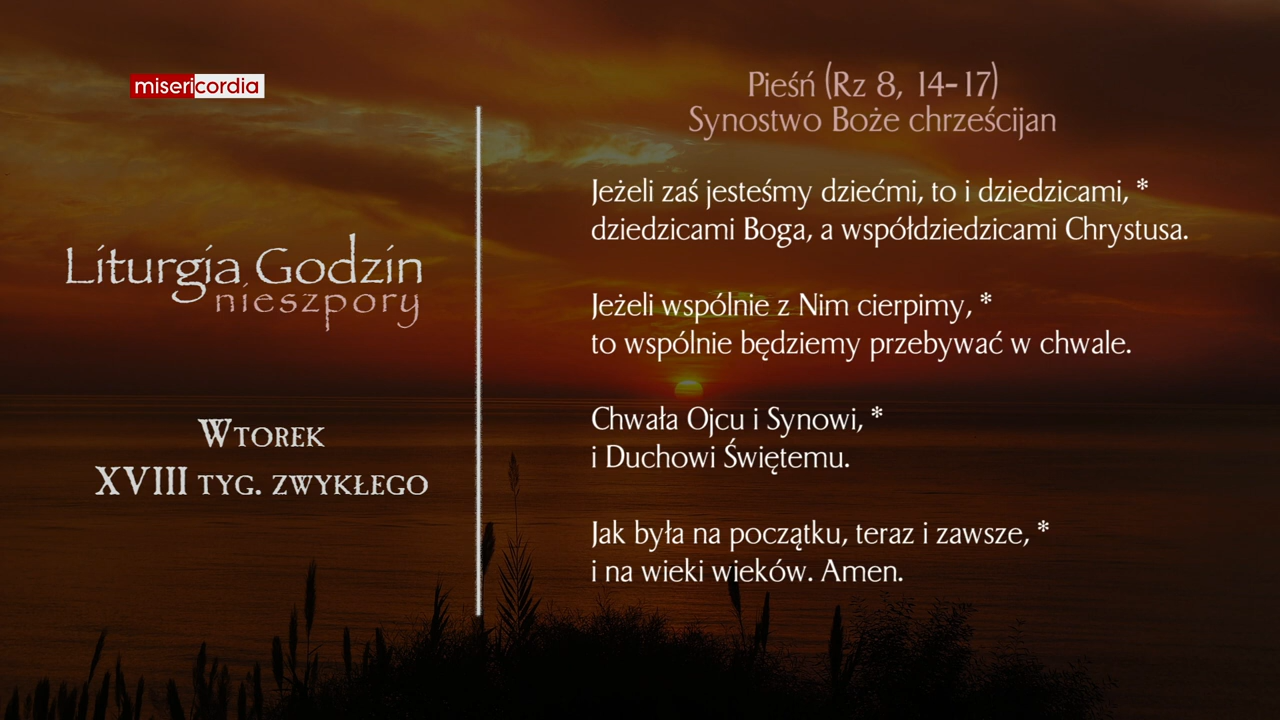 misericordia
Liturgia Godzin
nieszpory
Wtorek
XVIII tyg. zwykłego
Pieśń (Rz 8, 14-17)
Synostwo Boże chrześcijan
Jeżeli zaś jesteśmy dziećmi, to i dziedzicami, *
dziedzicami Boga, a współdziedzicami Chrystusa.
Jeżeli wspólnie z Nim cierpimy, *
to wspólnie będziemy przebywać w chwale.
Chwała Ojcu i Synowi, *
i Duchowi Świętemu.
Jak była na początku, teraz i zawsze, *
i na wieki wieków. Amen.